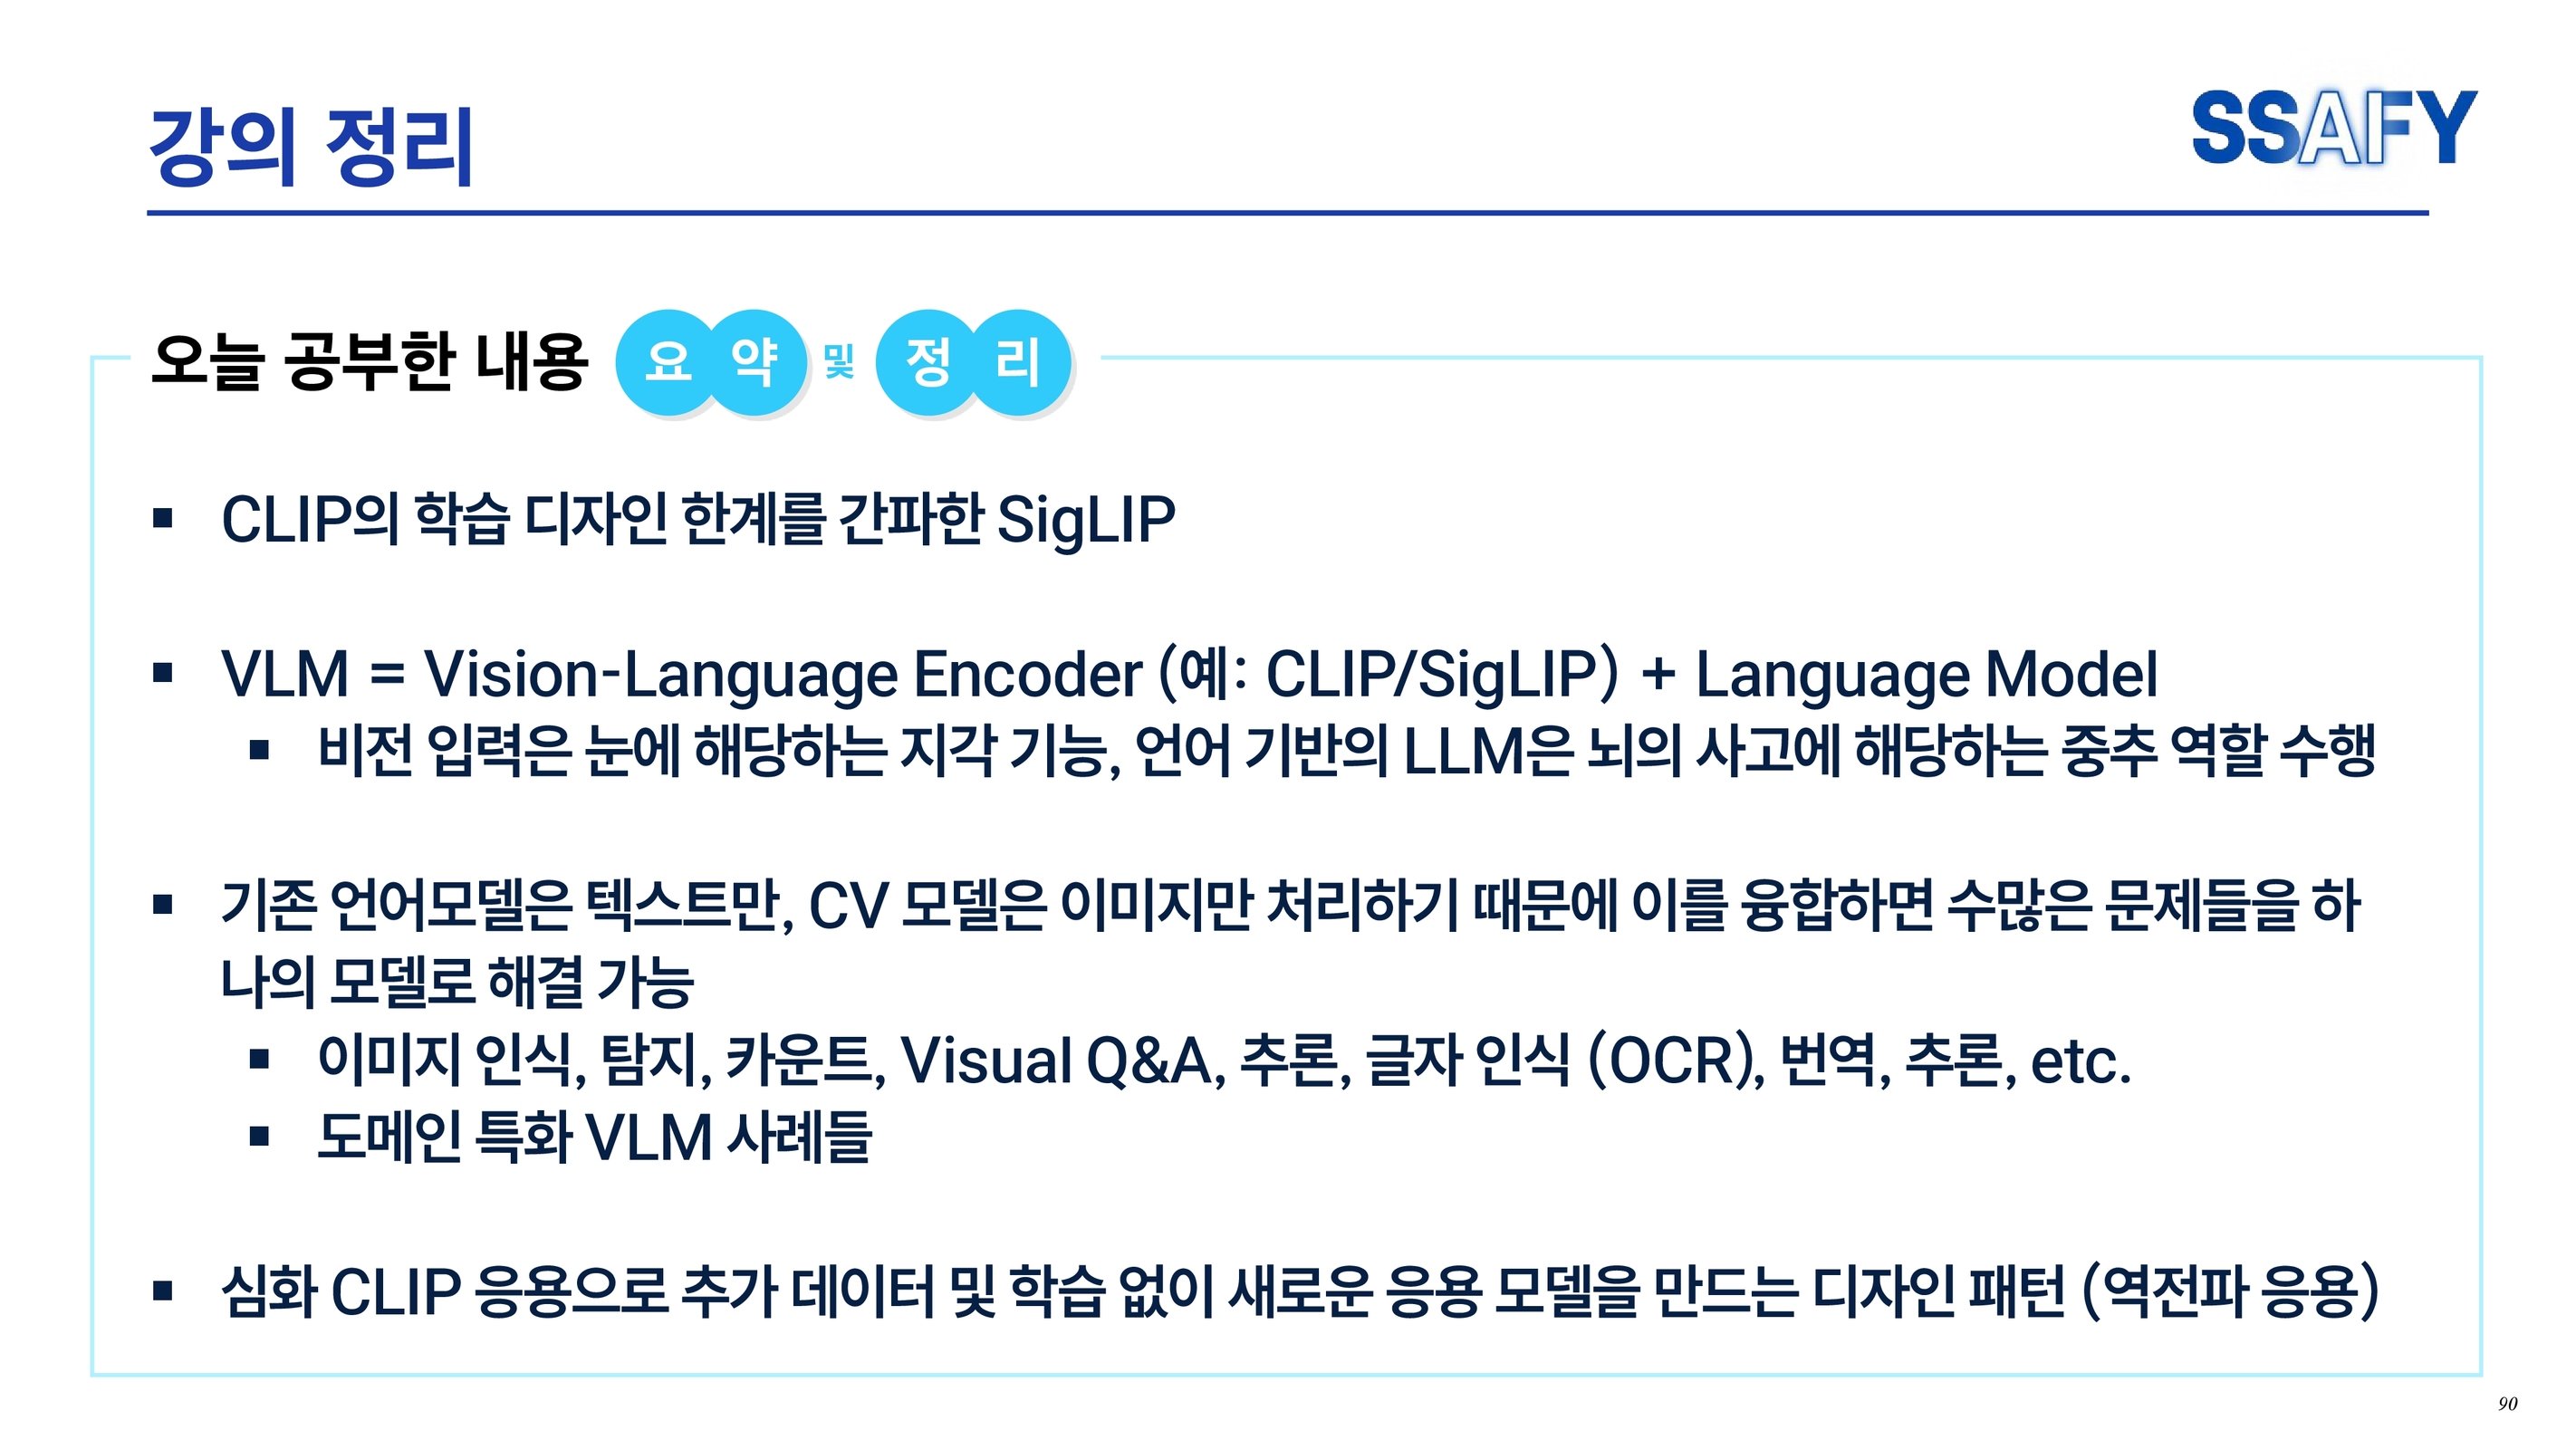 강의 정리
SSAFY
오늘 공부한 내용 요약 및 정리
▪ CLIP의 학습 디자인 한계를 간파한 SigLIP
▪ VLM = Vision-Language Encoder (예: CLIP/SigLIP) + Language Model
▪ 비전 입력은 눈에 해당하는 지각 기능, 언어 기반의 LLM은 뇌의 사고에 해당하는 중추 역할 수행
▪ 기존 언어모델은 텍스트만, CV 모델은 이미지만 처리하기 때문에 이를 융합하면 수많은 문제들을 하
나의 모델로 해결 가능
▪ 이미지 인식, 탐지, 카운트, Visual Q&A, 추론, 글자 인식 (OCR), 번역, 추론, etc.
▪ 도메인 특화 VLM 사례들
▪ 심화 CLIP 응용으로 추가 데이터 및 학습 없이 새로운 응용 모델을 만드는 디자인 패턴 (역전파 응용)
90